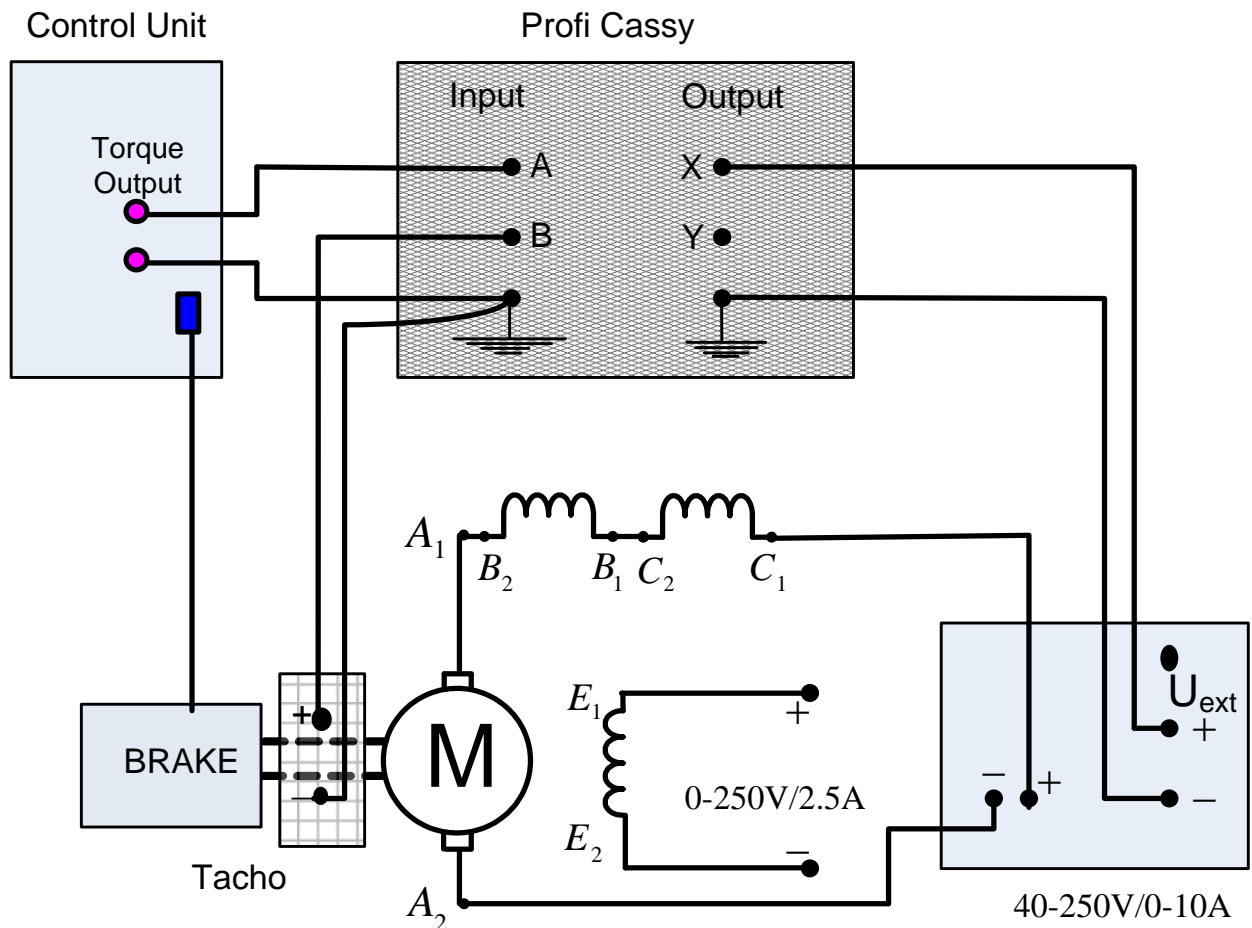 Control Unit
Profi Cassy
Input
Output
Torque
Output
A
X
B
Y
A₁
B₂
B₁
C₂
C₁
U_ext
+
−
+
−
BRAKE
M
E₁
+
0-250V/2.5A
E₂
−
−
+
Tacho
A₂
40-250V/0-10A